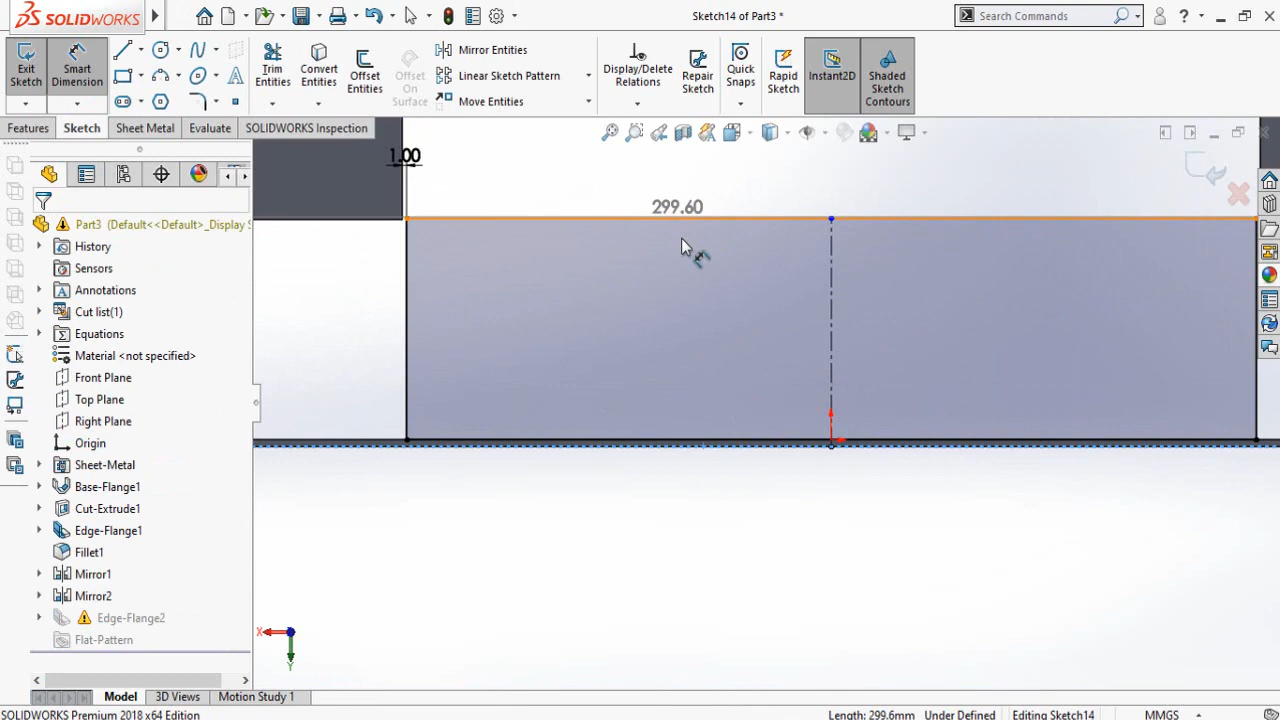 SOLIDWORKS
Sketch14 of Part3 *
Search Commands
Exit Sketch
Smart Dimension
Trim Entities
Convert Entities
Offset Entities
Offset On Surface
Mirror Entities
Linear Sketch Pattern
Move Entities
Display/Delete Relations
Repair Sketch
Quick Snaps
Rapid Sketch
Instant2D
Shaded Sketch Contours
Features
Sketch
Sheet Metal
Evaluate
SOLIDWORKS Inspection
1.00
299.60
Part3 (Default<<Default>_Display S
History
Sensors
Annotations
Cut list(1)
Equations
Material <not specified>
Front Plane
Top Plane
Right Plane
Origin
Sheet-Metal
Base-Flange1
Cut-Extrude1
Edge-Flange1
Fillet1
Mirror1
Mirror2
Edge-Flange2
Flat-Pattern
X
Y
Model
3D Views
Motion Study 1
SOLIDWORKS Premium 2018 x64 Edition
Length: 299.6mm
Under Defined
Editing Sketch14
MMGS